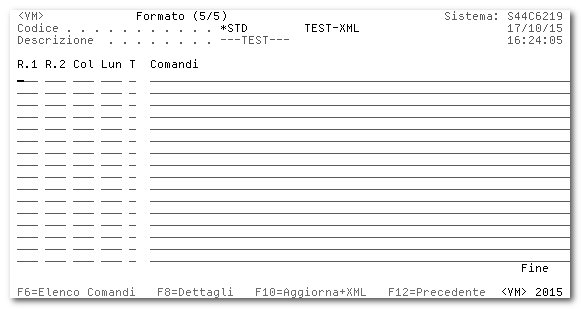 <VM> Formato (5/5) Sistema: S44C6219
Codice . . . . . . . . . . . *STD TEST-XML 17/10/15
Descrizione . . . . . . . . ---TEST--- 16:24:05
R.1 R.2 Col Lun T Comandi
Fine
F6=Elenco Comandi F8=Dettagli F10=Aggiorna+XML F12=Precedente <VM> 2015